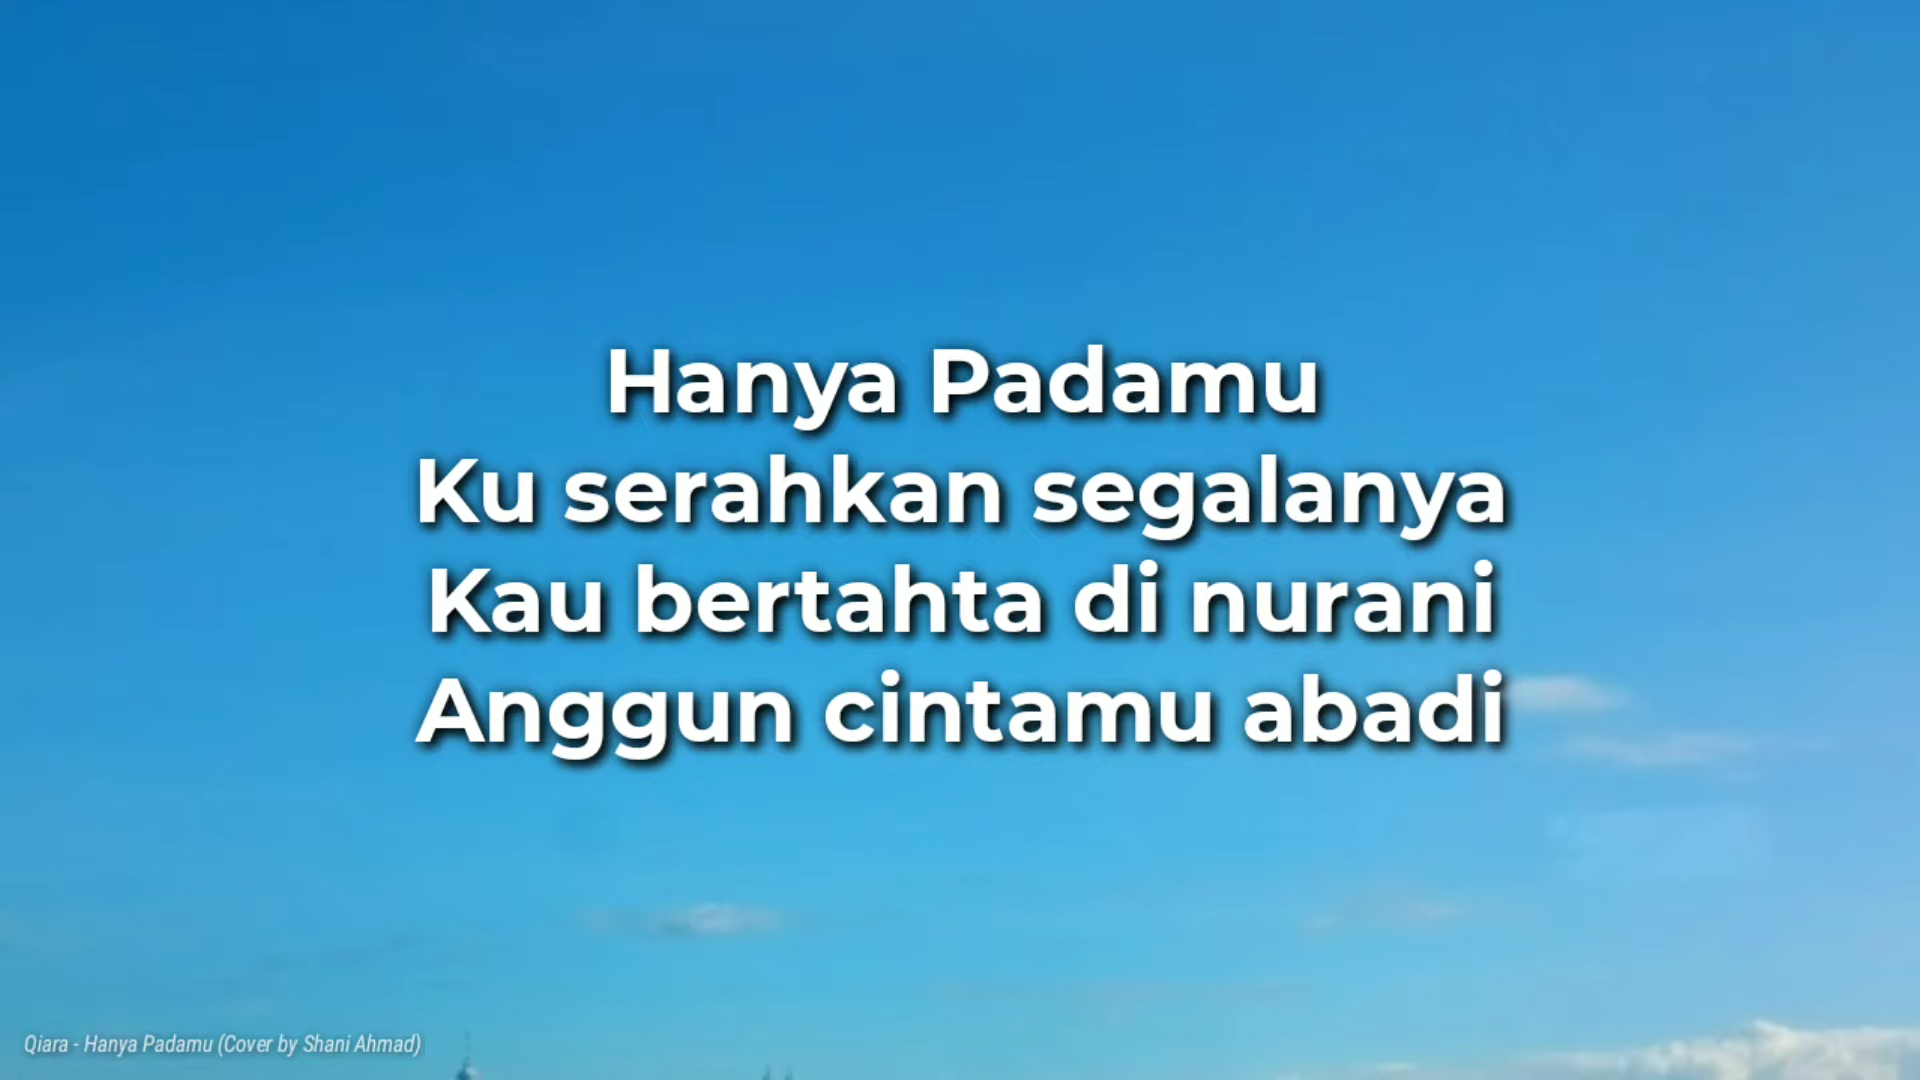 Hanya Padamu
Ku serahkan segalanya
Kau bertahta di nurani
Anggun cintamu abadi
Qiara - Hanya Padamu (Cover by Shani Ahmad)